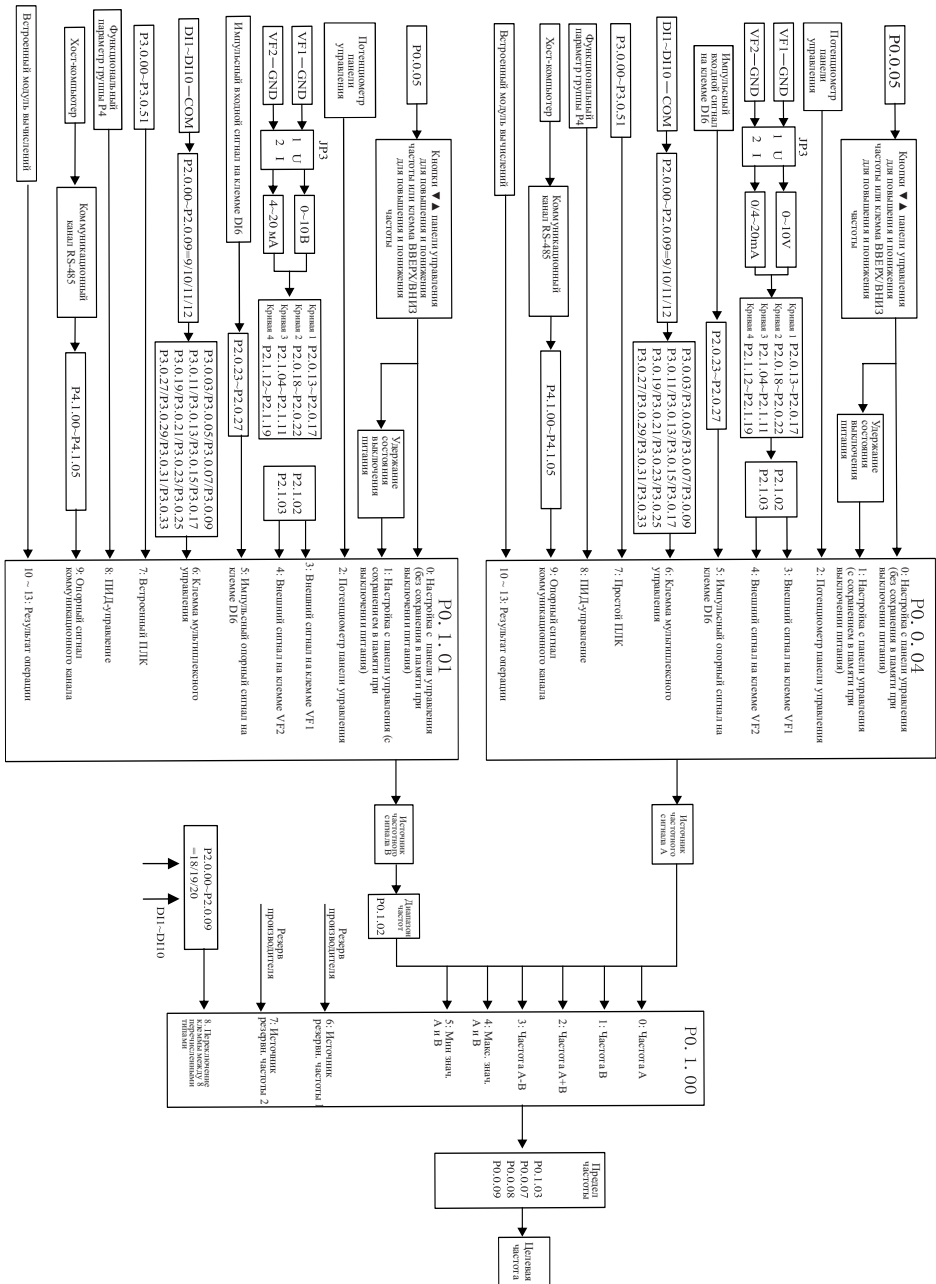 P0.0.05
Кнопки ▼▲ панели управления
для повышения и понижения
частоты или клемма ВВЕРХ/ВНИЗ
для повышения и понижения
частоты
Удержание
состояния
выключения
питания
Потенциометр
панели
управления
VF1—GND
VF2—GND
JP3
1 U
2 I
0~10V
0/4~20mA
Кривая 1 P2.0.13~P2.0.17
Кривая 2 P2.0.18~P2.0.22
Кривая 3 P2.1.04~P2.1.11
Кривая 4 P2.1.12~P2.1.19
P2.1.02
P2.1.03
Импульсный
входной сигнал
на клемме DI6
P2.0.23~P2.0.27
DI1~DI10—COM
P2.0.00~P2.0.09=9/10/11/12
P3.0.03/P3.0.05/P3.0.07/P3.0.09
P3.0.11/P3.0.13/P3.0.15/P3.0.17
P3.0.19/P3.0.21/P3.0.23/P3.0.25
P3.0.27/P3.0.29/P3.0.31/P3.0.33
P3.0.00~P3.0.51
Функциональный
параметр группы P4
Хост-компьютер
Коммуникационный
канал RS-485
P4.1.00~P4.1.05
Встроенный модуль вычислений
P0.0.04
0: Настройка с панели управления
(без сохранения в памяти при
выключении питания)
1: Настройка с панели управления
(с сохранением в памяти при
выключении питания)
2: Потенциометр панели управления
3: Внешний сигнал на клемме VF1
4: Внешний сигнал на клемме VF2
5: Импульсный опорный сигнал на
клемме DI6
6: Клемма мультиплексного
управления
7: Простой ПЛК
8: ПИД-управление
9: Опорный сигнал
коммуникационного канала
10 ~ 13: Результат операции
Источник
частотного
сигнала A
P0.0.05
Кнопки ▼▲ панели управления
для повышения и понижения
частоты или клемма ВВЕРХ/ВНИЗ
для повышения и понижения
частоты
Удержание
состояния
выключения
питания
Потенциометр
панели
управления
VF1—GND
VF2—GND
JP3
1 U
2 I
0~10В
4~20 мА
Кривая 1 P2.0.13~P2.0.17
Кривая 2 P2.0.18~P2.0.22
Кривая 3 P2.1.04~P2.1.11
Кривая 4 P2.1.12~P2.1.19
P2.1.02
P2.1.03
Импульсный входной сигнал на клемме DI6
P2.0.23~P2.0.27
DI1~DI10—COM
P2.0.00~P2.0.09=9/10/11/12
P3.0.03/P3.0.05/P3.0.07/P3.0.09
P3.0.11/P3.0.13/P3.0.15/P3.0.17
P3.0.19/P3.0.21/P3.0.23/P3.0.25
P3.0.27/P3.0.29/P3.0.31/P3.0.33
P3.0.00~P3.0.51
Функциональный
параметр группы P4
Хост-компьютер
Коммуникационный
канал RS-485
P4.1.00~P4.1.05
Встроенный модуль вычислений
P0.1.01
0: Настройка с панели управления
(без сохранения в памяти при
выключении питания)
1: Настройка с панели управления (с
сохранением в памяти при
выключении питания)
2: Потенциометр панели управления
3: Внешний сигнал на клемме VF1
4: Внешний сигнал на клемме VF2
5: Импульсный опорный сигнал на
клемме DI6
6: Клемма мультиплексного
управления
7: Встроенный ПЛК
8: ПИД-управление
9: Опорный сигнал
коммуникационного канала
10 ~ 13: Результат операции
Источник
частотного
сигнала B
Диапазон
частот
P0.1.02
Резерв
производителя
Резерв
производителя
P2.0.00~P2.0.09
=18/19/20
DI1~DI10
P0.1.00
0: Частота A
1: Частота B
2: Частота A+B
3: Частота A-B
4: Макс. знач.
A и B
5: Мин знач.
A и B
6: Источник
резервн. частоты 1
7: Источник
резервн. частоты 2
8. Переключение
клеммы между 8
перечисленными
типами
Предел
частоты
P0.1.03
P0.0.07
P0.0.08
P0.0.09
Целевая
частота